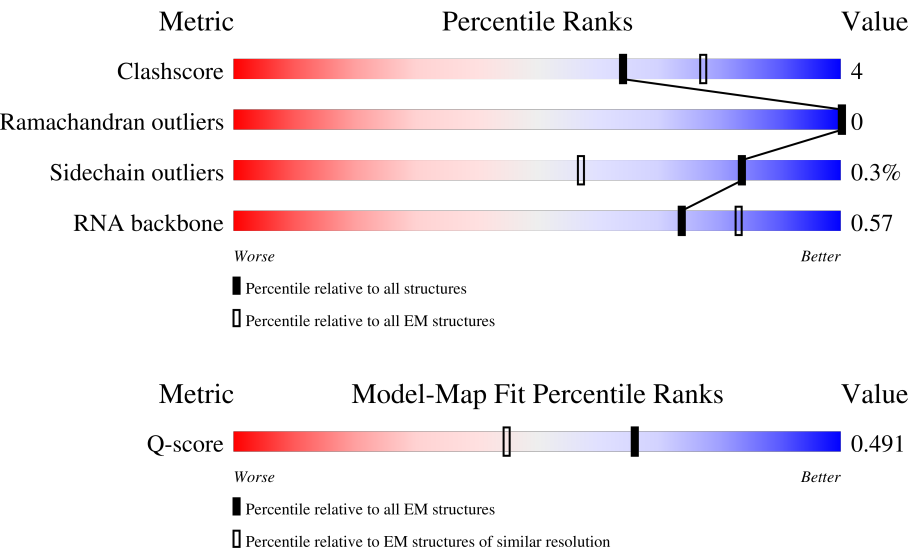 Metric Percentile Ranks Value
Clashscore 4
Ramachandran outliers 0
Sidechain outliers 0.3%
RNA backbone 0.57
Worse Better
Percentile relative to all structures
Percentile relative to all EM structures
Metric Model-Map Fit Percentile Ranks Value
Q-score 0.491
Worse Better
Percentile relative to all EM structures
Percentile relative to EM structures of similar resolution